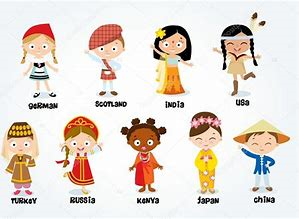 GERMAN
SCOTLAND
INDIA
USA
TURKEY
RUSSIA
KENYA
JAPAN
CHINA